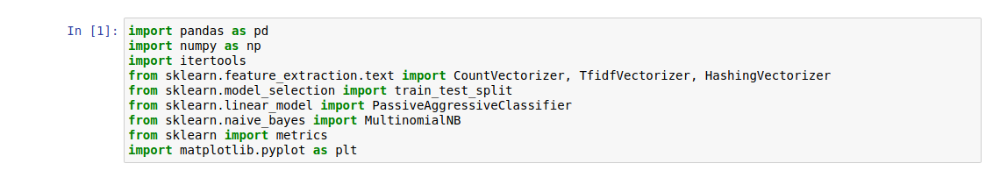 In [1]: import pandas as pd
import numpy as np
import itertools
from sklearn.feature_extraction.text import CountVectorizer, TfidfVectorizer, HashingVectorizer
from sklearn.model_selection import train_test_split
from sklearn.linear_model import PassiveAggressiveClassifier
from sklearn.naive_bayes import MultinomialNB
from sklearn import metrics
import matplotlib.pyplot as plt